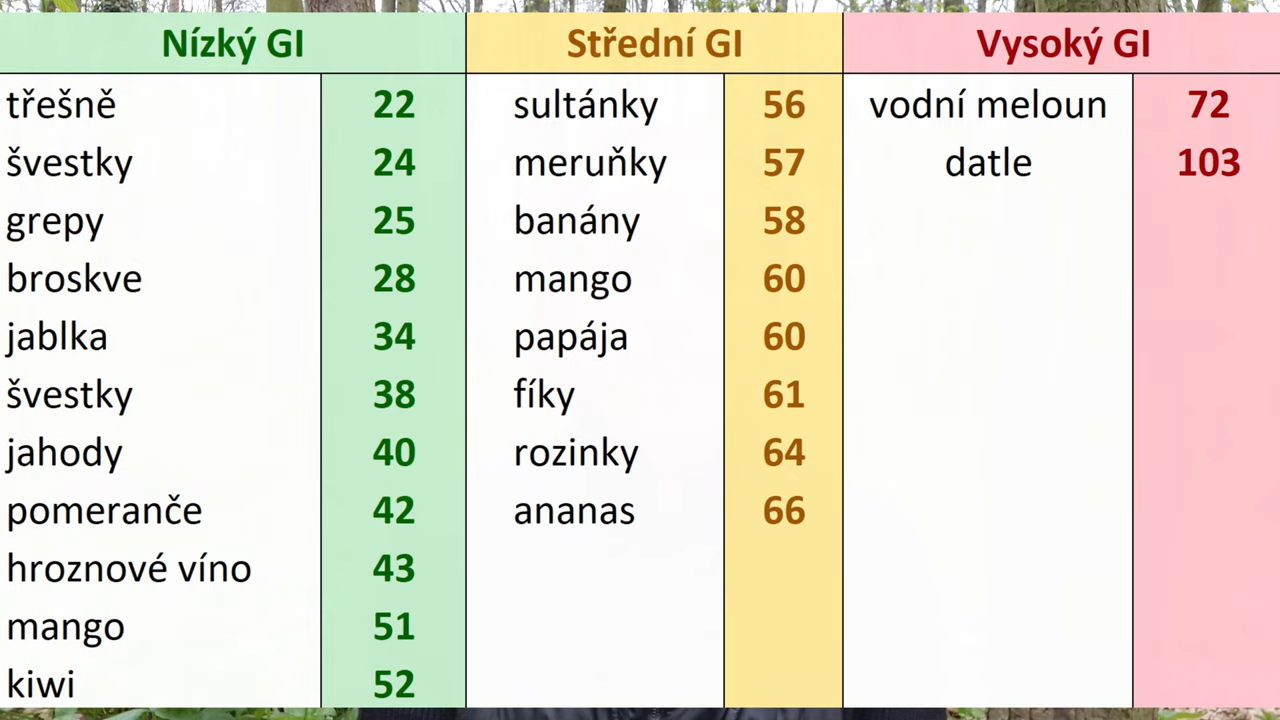 Nízký GI Střední GI Vysoký GI
třešně 22 sultánky 56 vodní meloun 72
švestky 24 meruňky 57 datle 103
grepy 25 banány 58
broskve 28 mango 60
jablka 34 papája 60
švestky 38 fíky 61
jahody 40 rozinky 64
pomeranče 42 ananas 66
hroznové víno 43
mango 51
kiwi 52